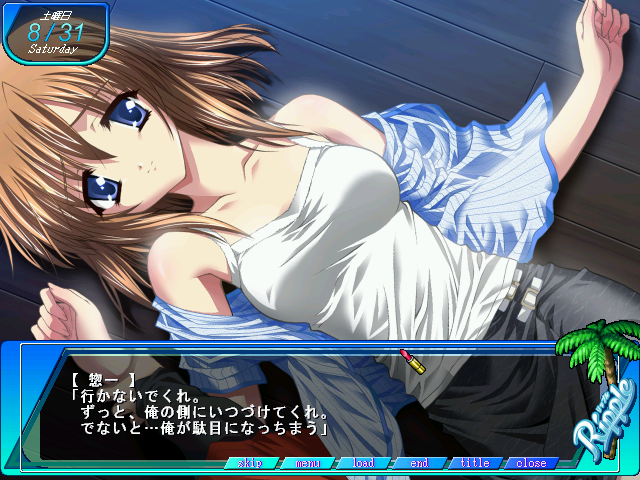 土曜日
8/31
Saturday
【 惣一 】
「行かないでくれ。
ずっと、俺の側にいつづけてくれ。
でないと…俺が駄目になっちまう」
skip menu load end title close
Ripple